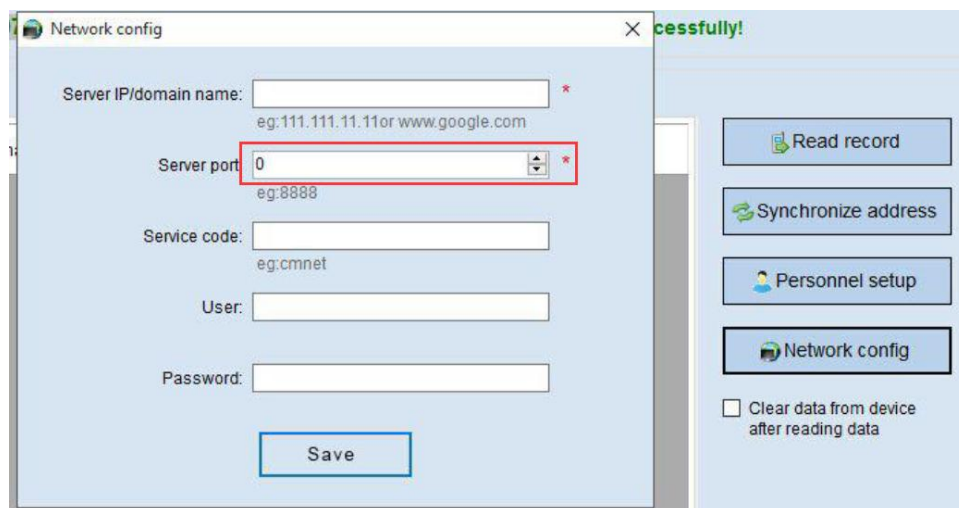 Network config
cessfully!
Server IP/domain name:
*
eg:111.111.11.11or www.google.com
Server port
0
*
eg:8888
Service code:
eg:cmnet
User:
Password:
Save
Read record
Synchronize address
Personnel setup
Network config
Clear data from device
after reading data